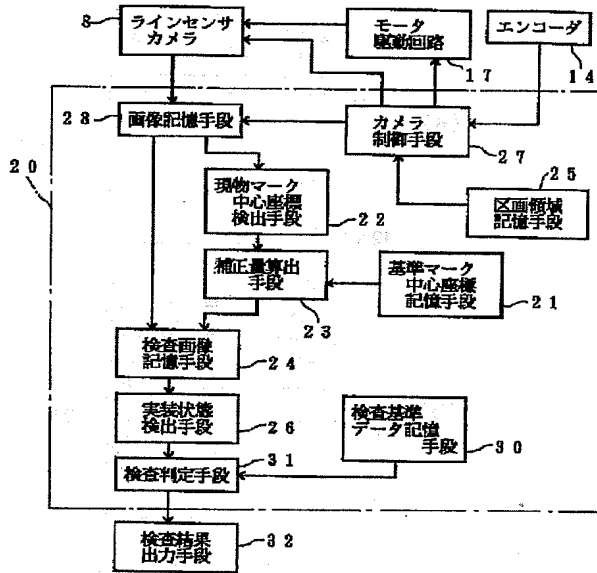 8
ラインセンサ
カメラ
モータ
駆動回路
エンコーダ
17
14
28
画像記憶手段
カメラ
制御手段
27
20
25
区画領域
記憶手段
現物マーク
中心座標
検出手段
22
補正量算出
手段
23
基準マーク
中心座標
記憶手段
21
検査画像
記憶手段
24
実装状態
検出手段
26
検査基準
データ記憶
手段
30
31
検査判定手段
検査結果
出力手段
32